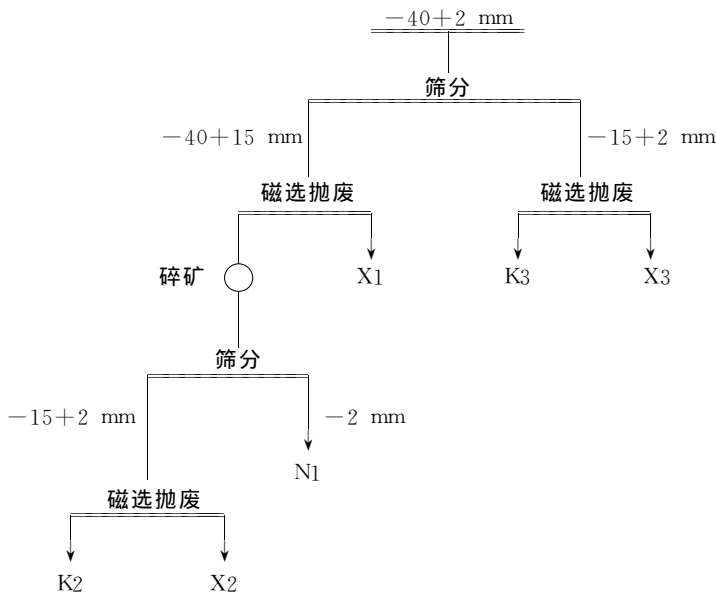 －40＋2 mm
筛分
－40＋15 mm
－15＋2 mm
磁选抛废
磁选抛废
碎矿
X1
K3
X3
筛分
－15＋2 mm
－2 mm
N1
磁选抛废
K2
X2